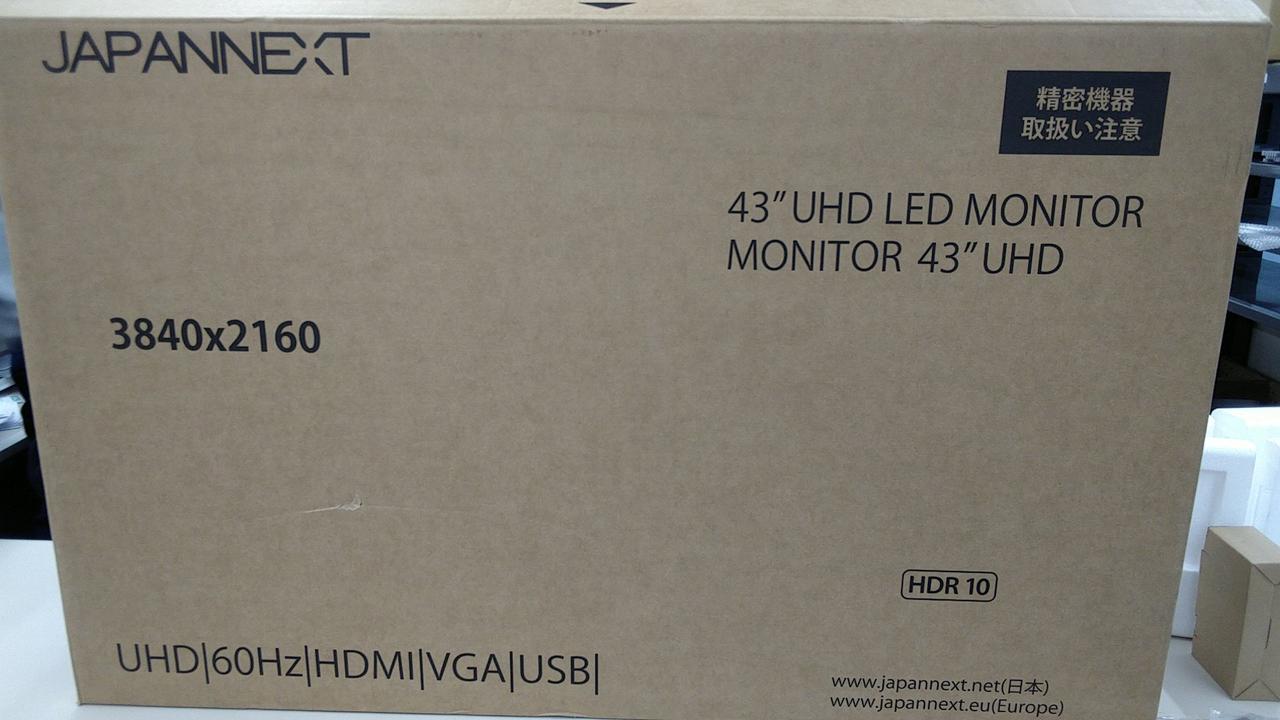 JAPANNEXT
精密機器
取扱い注意
43”UHD LED MONITOR
MONITOR 43”UHD
3840x2160
HDR 10
UHD|60Hz|HDMI|VGA|USB|
www.japannext.net(日本)
www.japannext.eu(Europe)